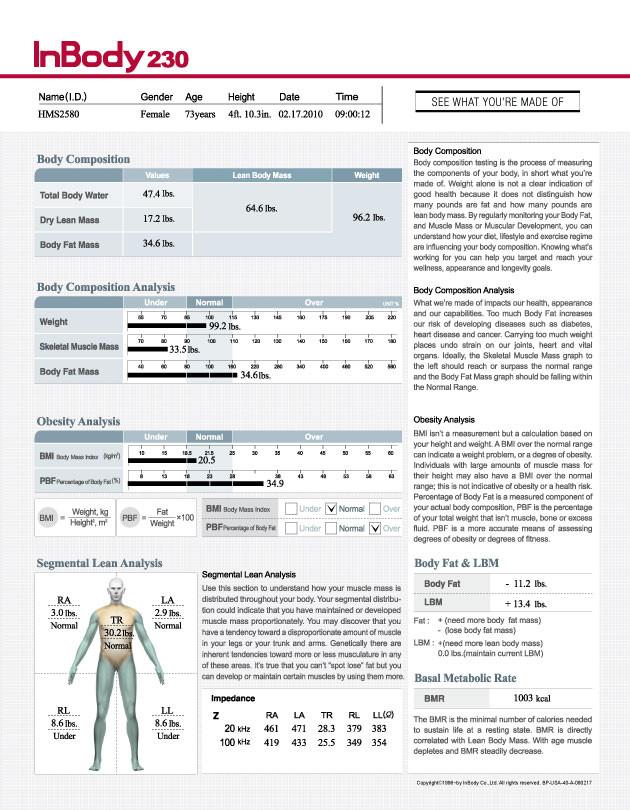 InBody 230
Name(I.D.) Gender Age Height Date Time
HMS2580 Female 73years 4ft. 10.3in. 02.17.2010 09:00:12
SEE WHAT YOU'RE MADE OF
Body Composition
Values Lean Body Mass Weight
Total Body Water 47.4 lbs.
64.6 lbs.
Dry Lean Mass 17.2 lbs.
96.2 lbs.
Body Fat Mass 34.6 lbs.
Body Composition Analysis
Under Normal Over UNIT %
Weight
55 70 85 100 115 130 145 160 175 190 205 220
99.2 lbs.
Skeletal Muscle Mass
70 80 90 100 110 120 130 140 150 160 170 180
33.5 lbs.
Body Fat Mass
40 60 80 100 160 220 280 340 400 460 520 580
34.6 lbs.
Obesity Analysis
Under Normal Over
BMI Body Mass Index (kg/m²)
10 15 18.5 21.5 25 30 35 40 45 50 55 60
20.5
PBF Percentage of Body Fat (%)
8 13 18 23 28 33 38 43 48 53 58 63
34.9
BMI = Weight, kg
Height², m²
PBF = Fat
Weight ×100
BMI Body Mass Index Under Normal Over
PBF Percentage of Body Fat Under Normal Over
Segmental Lean Analysis
RA
3.0 lbs.
Normal
LA
2.9 lbs.
Normal
TR
30.2 lbs.
Normal
RL
8.6 lbs.
Under
LL
8.6 lbs.
Under
Segmental Lean Analysis
Use this section to understand how your muscle mass is
distributed throughout your body. Your segmental distribu-
tion could indicate that you have maintained or developed
muscle mass proportionately. You may discover that you
have a tendency toward a disproportionate amount of muscle
in your legs or your trunk and arms. Genetically there are
inherent tendencies toward more or less musculature in any
of these areas. It's true that you can't "spot lose" fat but you
can develop or maintain certain muscles by using them more.
Impedance
Z RA LA TR RL LL(Ω)
20 kHz 461 471 28.3 379 383
100 kHz 419 433 25.5 349 354
Body Composition
Body composition testing is the process of measuring
the components of your body, in short what you're
made of. Weight alone is not a clear indication of
good health because it does not distinguish how
many pounds are fat and how many pounds are
lean body mass. By regularly monitoring your Body Fat,
and Muscle Mass or Muscular Development, you can
understand how your diet, lifestyle and exercise regime
are influencing your body composition. Knowing what's
working for you can help you target and reach your
wellness, appearance and longevity goals.
Body Composition Analysis
What we're made of impacts our health, appearance
and our capabilities. Too much Body Fat increases
our risk of developing diseases such as diabetes,
heart disease and cancer. Carrying too much weight
places undo strain on our joints, heart and vital
organs. Ideally, the Skeletal Muscle Mass graph to
the left should reach or surpass the normal range
and the Body Fat Mass graph should be falling within
the Normal Range.
Obesity Analysis
BMI isn't a measurement but a calculation based on
your height and weight. A BMI over the normal range
can indicate a weight problem, or a degree of obesity.
Individuals with large amounts of muscle mass for
their height may also have a BMI over the normal
range; this is not indicative of obesity or a health risk.
Percentage of Body Fat is a measured component of
your actual body composition, PBF is the percentage
of your total weight that isn't muscle, bone or excess
fluid. PBF is a more accurate means of assessing
degrees of obesity or degrees of fitness.
Body Fat & LBM
Body Fat - 11.2 lbs.
LBM + 13.4 lbs.
Fat : + (need more body fat mass)
- (lose body fat mass)
LBM : +(need more lean body mass)
0.0 lbs.(maintain current LBM)
Basal Metabolic Rate
BMR 1003 kcal
The BMR is the minimal number of calories needed
to sustain life at a resting state. BMR is directly
correlated with Lean Body Mass. With age muscle
depletes and BMR steadily decrease.
Copyright©1996~by InBody Co.,Ltd. All rights reserved. BP-USA-40-A-090217